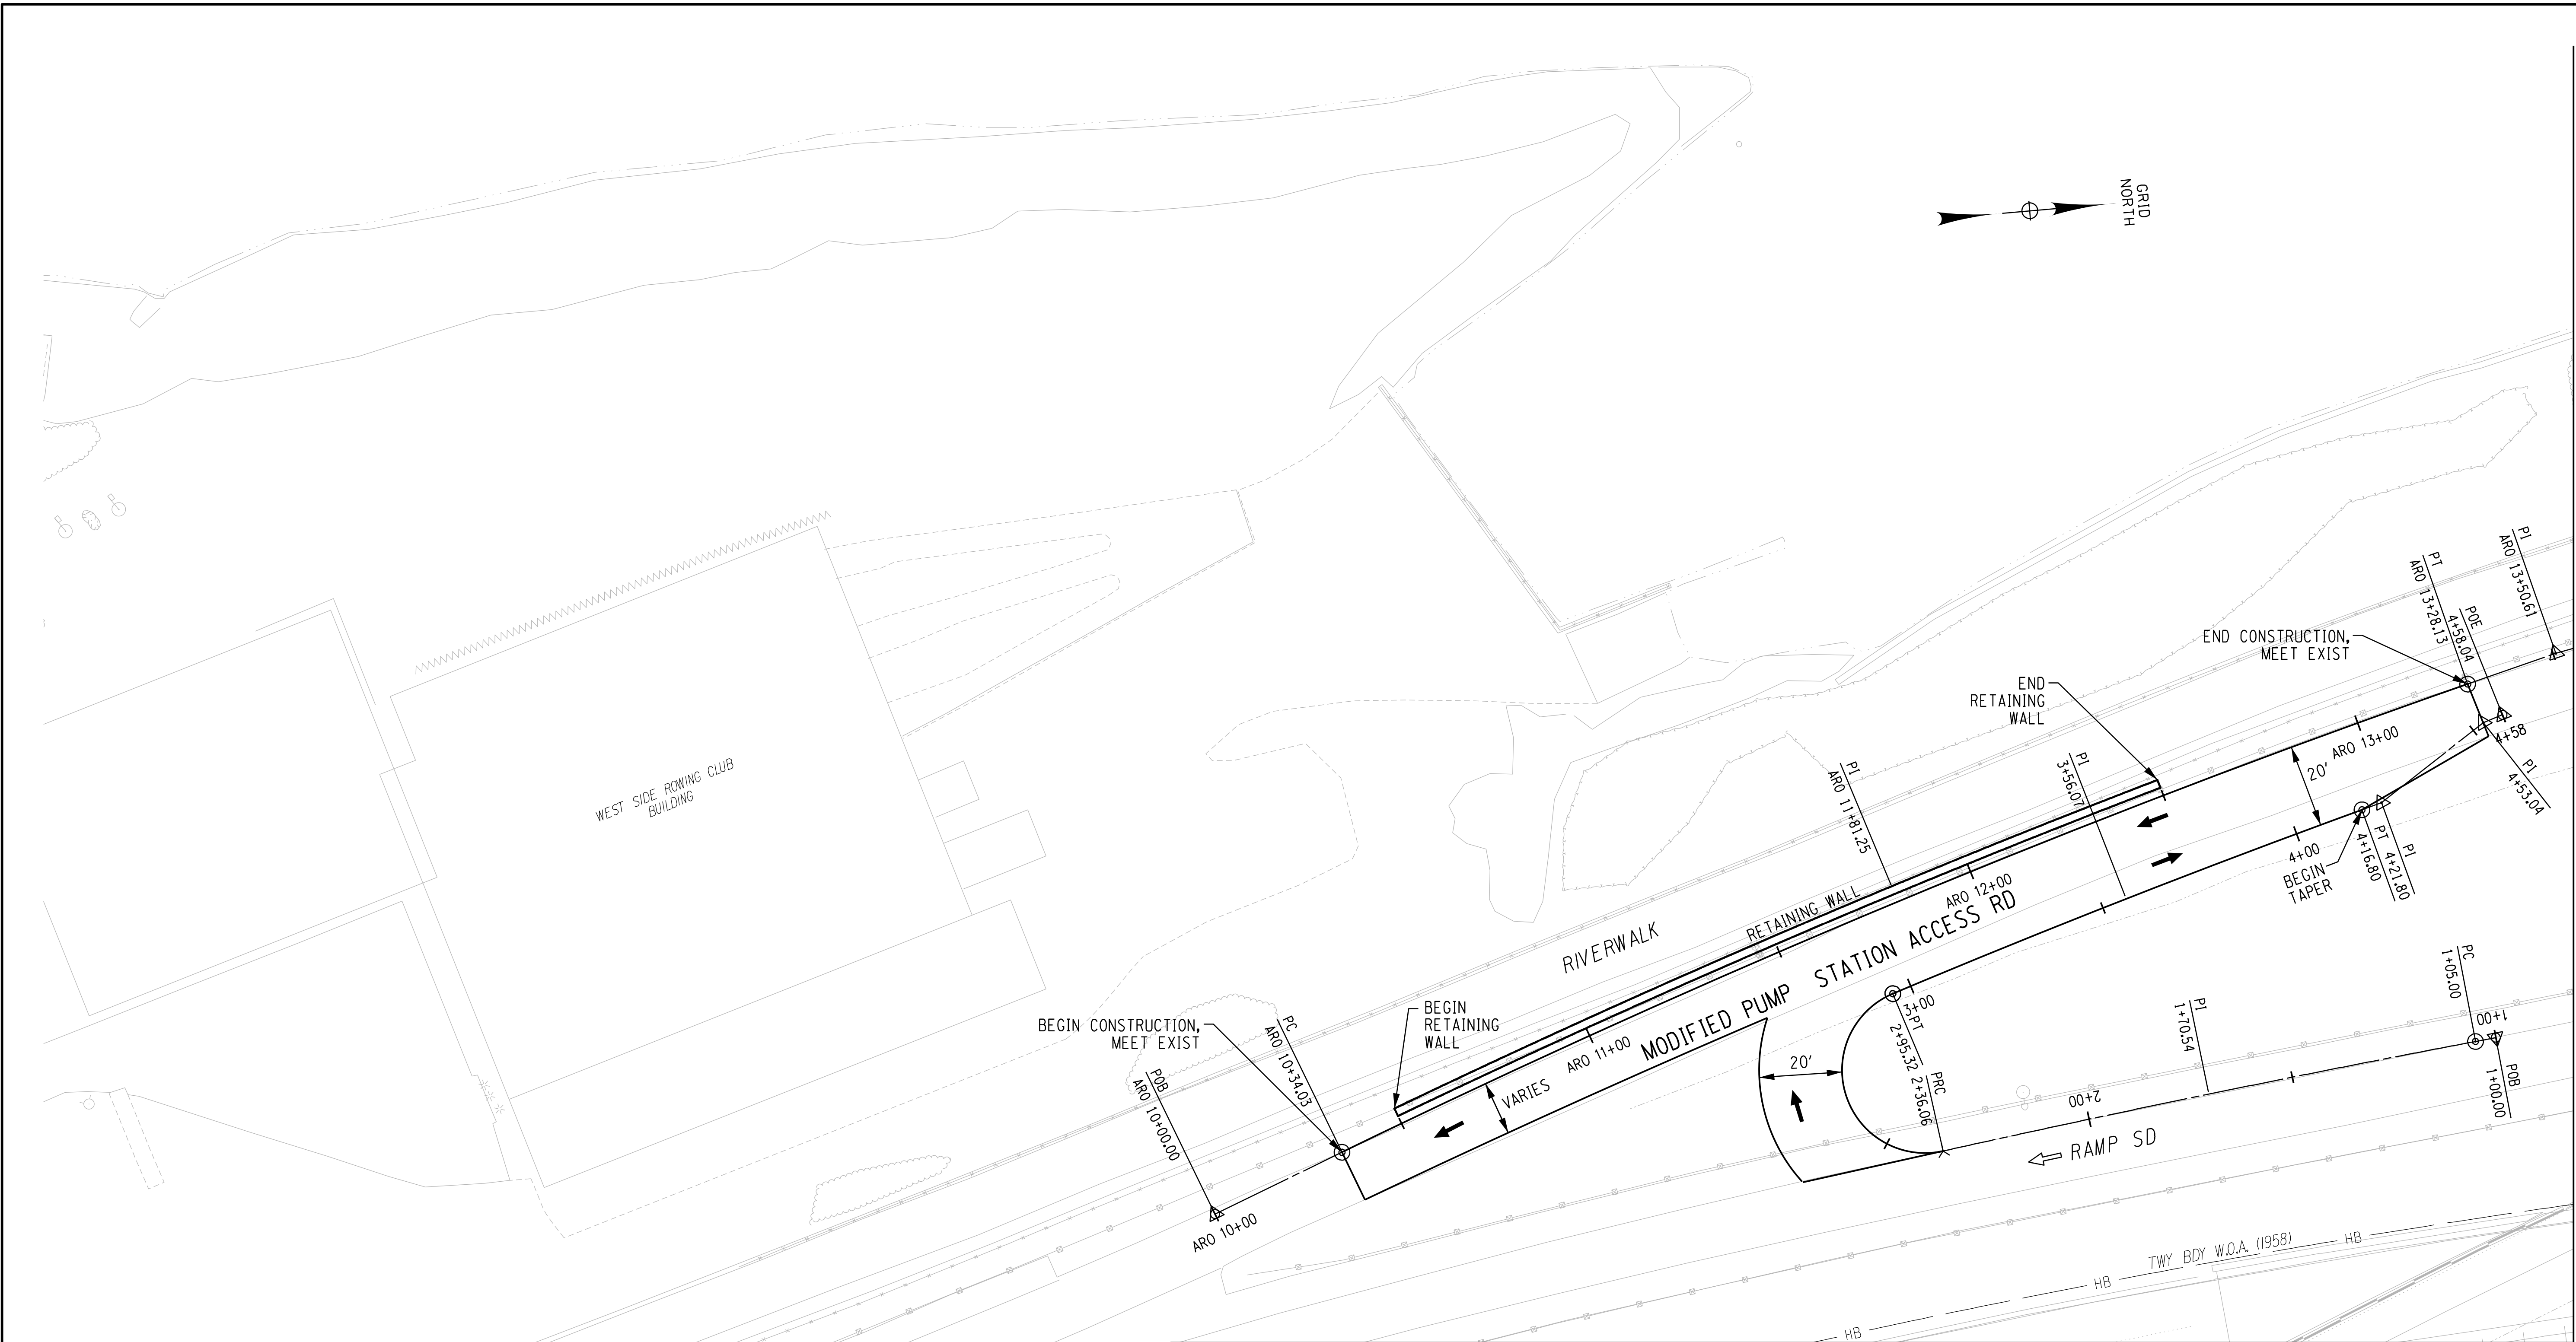 GRID
NORTH
PI
ARO 13+50.61
PT
ARO 13+28.13
POE
4+58.04
END CONSTRUCTION,
MEET EXIST
END
RETAINING
WALL
ARO 13+00
4+58
PI
4+53.04
20'
PI
3+56.07
PI
ARO 11+81.25
4+00
BEGIN
TAPER
PT
4+16.80
PI
4+21.80
WEST SIDE ROWING CLUB
BUILDING
RETAINING WALL
ARO 12+00
RIVERWALK
MODIFIED PUMP STATION ACCESS RD
3+00
PT
2+95.32
PRC
2+36.06
PC
1+05.00
PI
1+70.54
1+00
POB
1+00.00
2+00
RAMP SD
BEGIN
RETAINING
WALL
BEGIN CONSTRUCTION,
MEET EXIST
PC
ARO 10+34.03
POB
ARO 10+00.00
ARO 11+00
VARIES
20'
ARO 10+00
TWY BDY W.O.A. (1958)
HB
HB
HB